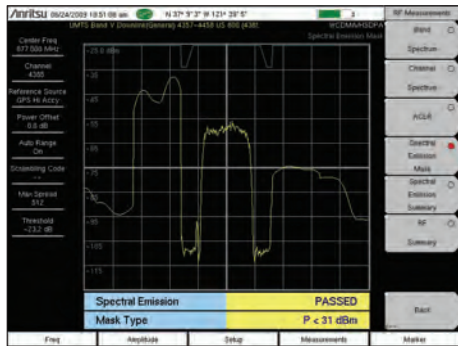 Anritsu 06/24/2009 10:51:08 am N 37° 9' 3" W 121° 39' 5"
RF Measurements
UMTS Band V Downlink(General) 4357-4458 US 800 (438)
WCDMA/HSDPA
Spectral Emission Mask
Center Freq
877.500 MHz
Channel
4385
Reference Source
GPS Hi Accy
Power Offset
0.0 dB
Auto Range
On
Scrambling Code
--
Max Spread
512
Threshold
-23.2 dB
-25.0 dBm
-35
-45
-55
-65
-75
-85
-95
-105
-115
Band
Spectrum
Channel
Spectrum
ACLR
Spectral
Emission
Mask
Spectral
Emission
Summary
RF
Summary
Back
Spectral Emission PASSED
Mask Type P < 31 dBm
Freq Amplitude Setup Measurements Marker